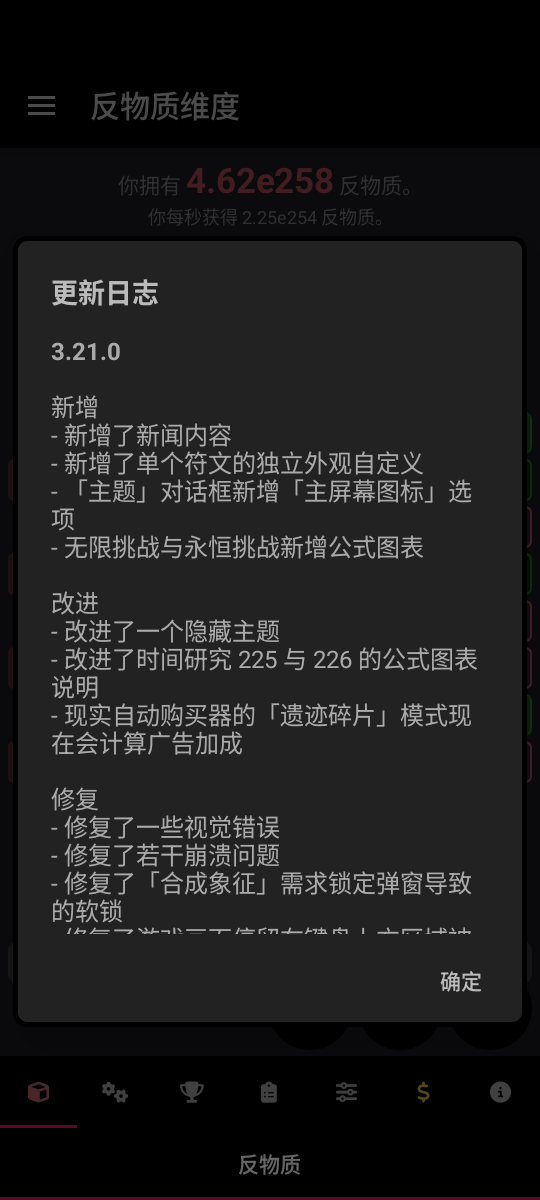 反物质维度
你拥有 4.62e258 反物质。
你每秒获得 2.25e254 反物质。
更新日志
3.21.0
新增
- 新增了新闻内容
- 新增了单个符文的独立外观自定义
- 「主题」对话框新增「主屏幕图标」选
项
- 无限挑战与永恒挑战新增公式图表
改进
- 改进了一个隐藏主题
- 改进了时间研究 225 与 226 的公式图表
说明
- 现实自动购买器的「遗迹碎片」模式现
在会计算广告加成
修复
- 修复了一些视觉错误
- 修复了若干崩溃问题
- 修复了「合成象征」需求锁定弹窗导致
的软锁
确定
反物质